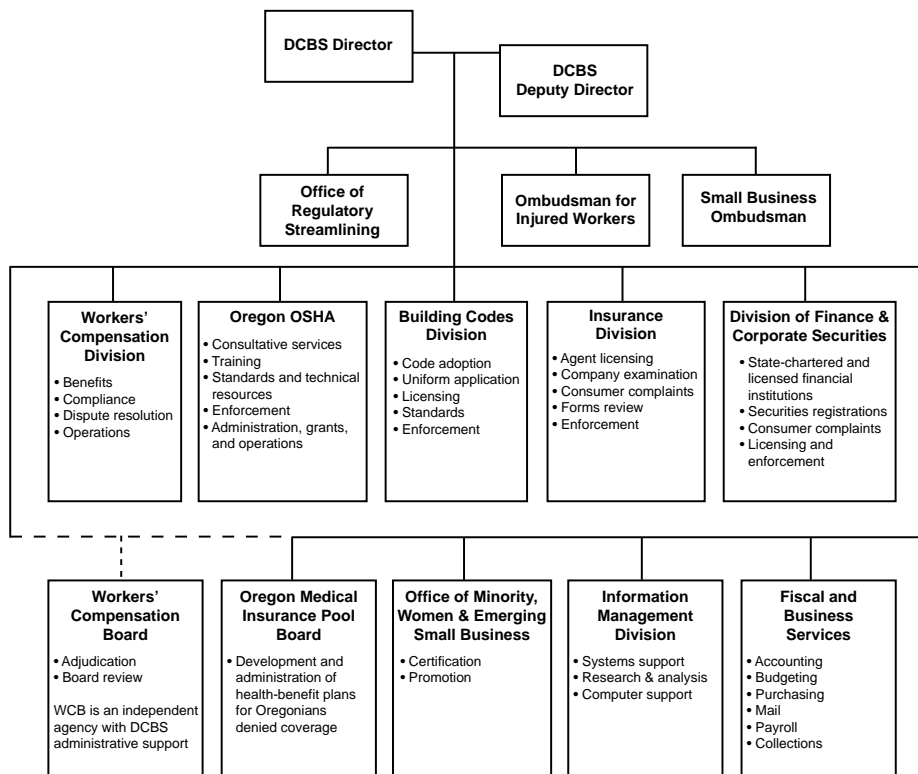 DCBS Director
DCBS
Deputy Director
Office of
Regulatory
Streamlining
Ombudsman for
Injured Workers
Small Business
Ombudsman
Workers’
Compensation
Division
• Benefits
• Compliance
• Dispute resolution
• Operations
Oregon OSHA
• Consultative services
• Training
• Standards and technical
resources
• Enforcement
• Administration, grants,
and operations
Building Codes
Division
• Code adoption
• Uniform application
• Licensing
• Standards
• Enforcement
Insurance
Division
• Agent licensing
• Company examination
• Consumer complaints
• Forms review
• Enforcement
Division of Finance &
Corporate Securities
• State-chartered and
licensed financial
institutions
• Securities registrations
• Consumer complaints
• Licensing and
enforcement
Workers’
Compensation
Board
• Adjudication
• Board review
WCB is an independent
agency with DCBS
administrative support
Oregon Medical
Insurance Pool
Board
• Development and
administration of
health-benefit plans
for Oregonians
denied coverage
Office of Minority,
Women & Emerging
Small Business
• Certification
• Promotion
Information
Management
Division
• Systems support
• Research & analysis
• Computer support
Fiscal and
Business
Services
• Accounting
• Budgeting
• Purchasing
• Mail
• Payroll
• Collections